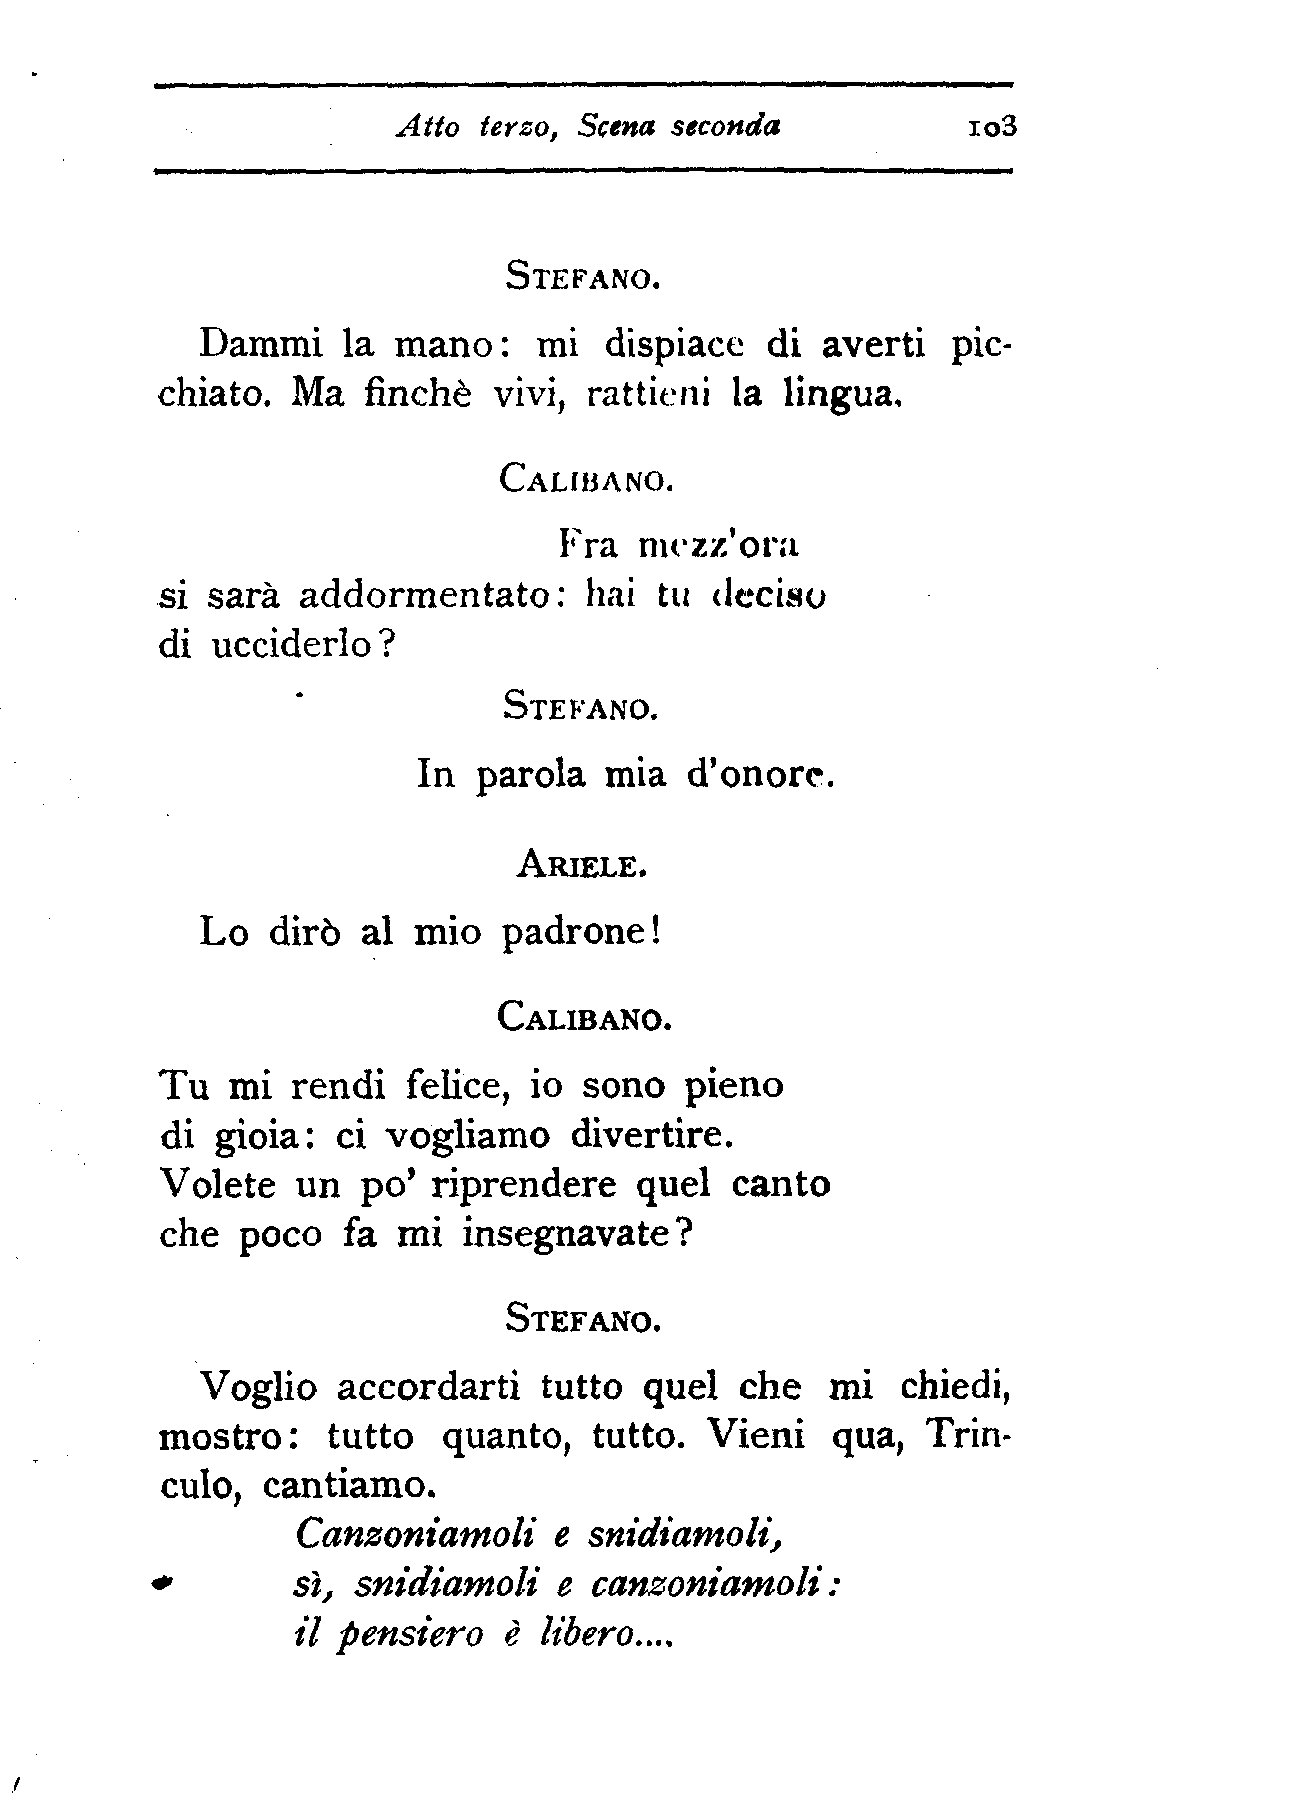 Atto terzo, Scena seconda 103
STEFANO.
Dammi la mano: mi dispiace di averti pic-
chiato. Ma finchè vivi, rattieni la lingua.
CALIBANO.
Fra mezz'ora
si sarà addormentato: hai tu deciso
di ucciderlo?
STEFANO.
In parola mia d'onore.
ARIELE.
Lo dirò al mio padrone!
CALIBANO.
Tu mi rendi felice, io sono pieno
di gioia: ci vogliamo divertire.
Volete un po' riprendere quel canto
che poco fa mi insegnavate?
STEFANO.
Voglio accordarti tutto quel che mi chiedi,
mostro: tutto quanto, tutto. Vieni qua, Trin-
culo, cantiamo.
Canzoniamoli e snidiamoli,
sì, snidiamoli e canzoniamoli:
il pensiero è libero....